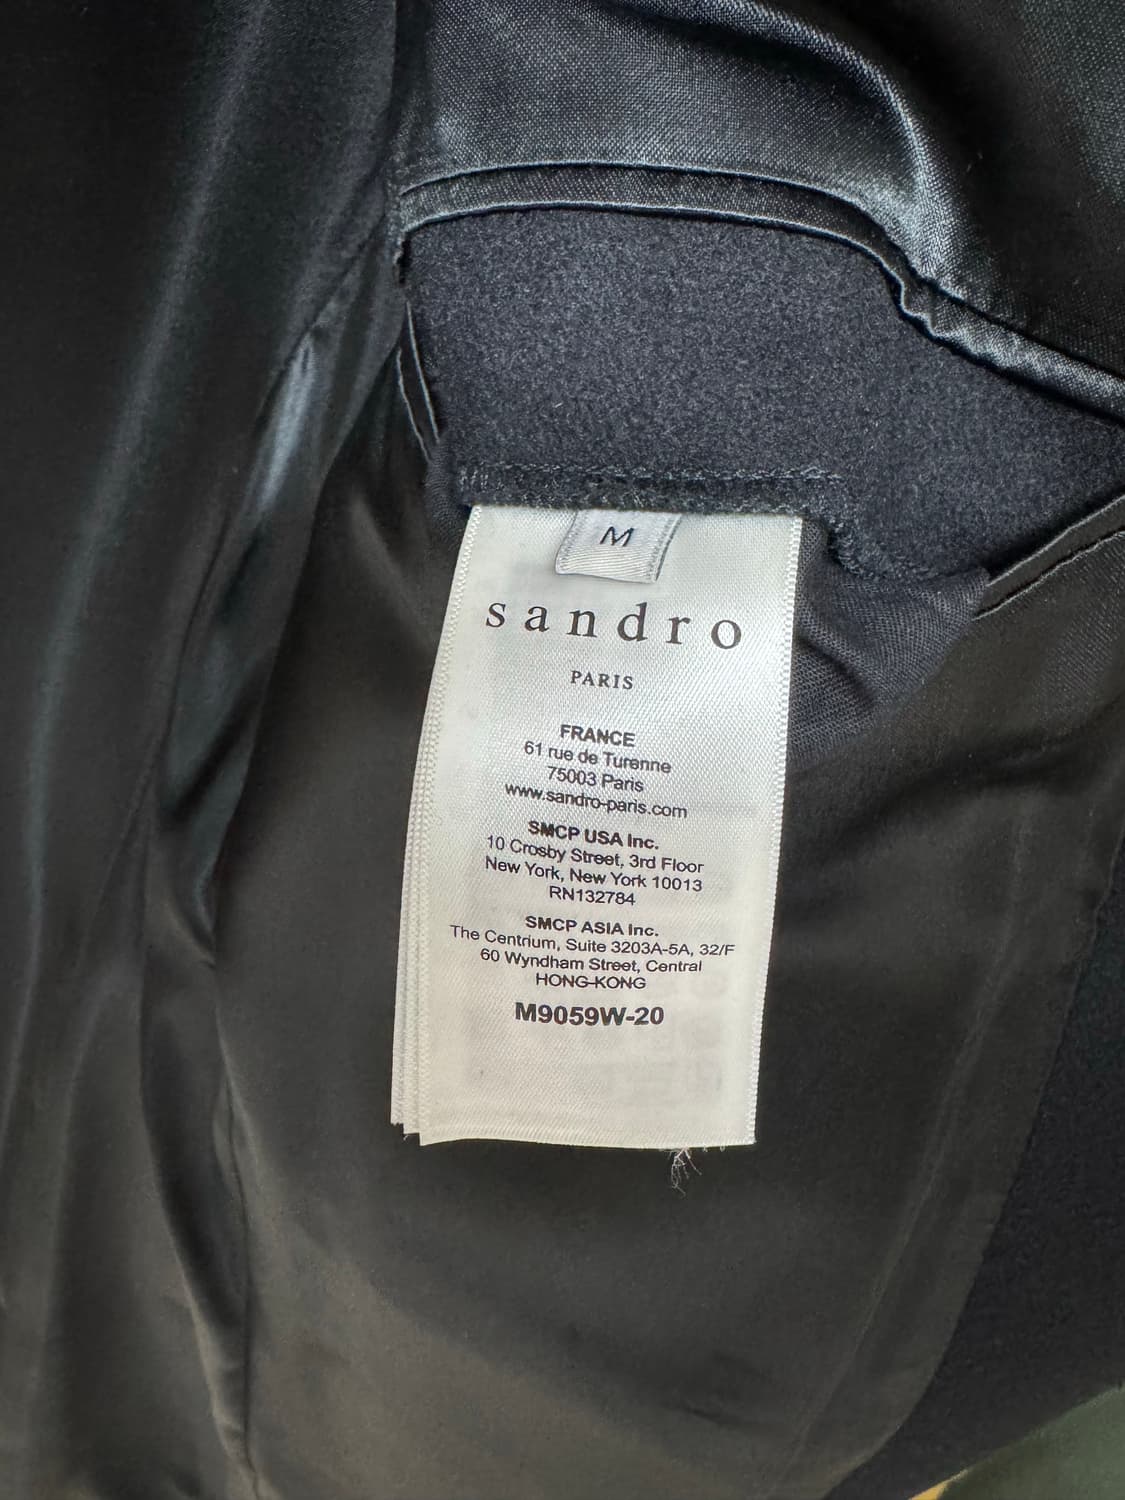 M
sandro
PARIS
FRANCE
61 rue de Turenne
75003 Paris
www.sandro-paris.com
SMCP USA Inc.
10 Crosby Street, 3rd Floor
New York, New York 10013
RN132784
SMCP ASIA Inc.
The Centrium, Suite 3203A-5A, 32/F
60 Wyndham Street, Central
HONG-KONG
M9059W-20